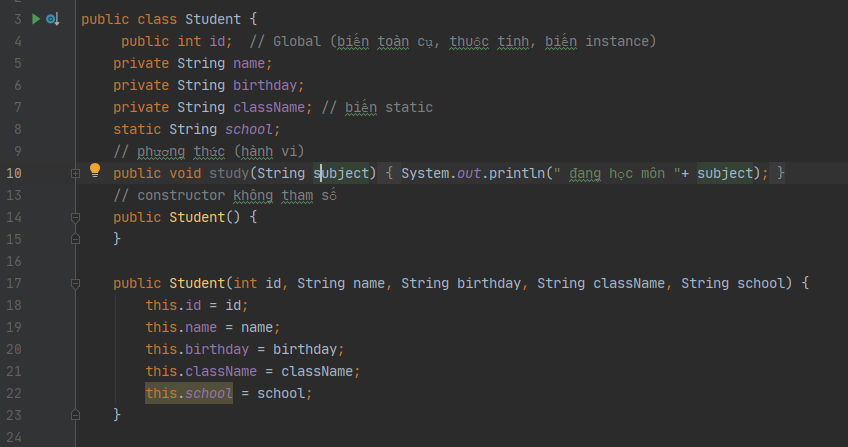 3 public class Student {
4 public int id; // Global (biến toàn cụ, thuộc tính, biến instance)
5 private String name;
6 private String birthday;
7 private String className; // biến static
8 static String school;
9 // phương thức (hành vi)
10 public void study(String subject) { System.out.println(" đang học môn "+ subject); }
13 // constructor không tham số
14 public Student() {
15 }
16
17 public Student(int id, String name, String birthday, String className, String school) {
18 this.id = id;
19 this.name = name;
20 this.birthday = birthday;
21 this.className = className;
22 this.school = school;
23 }
24